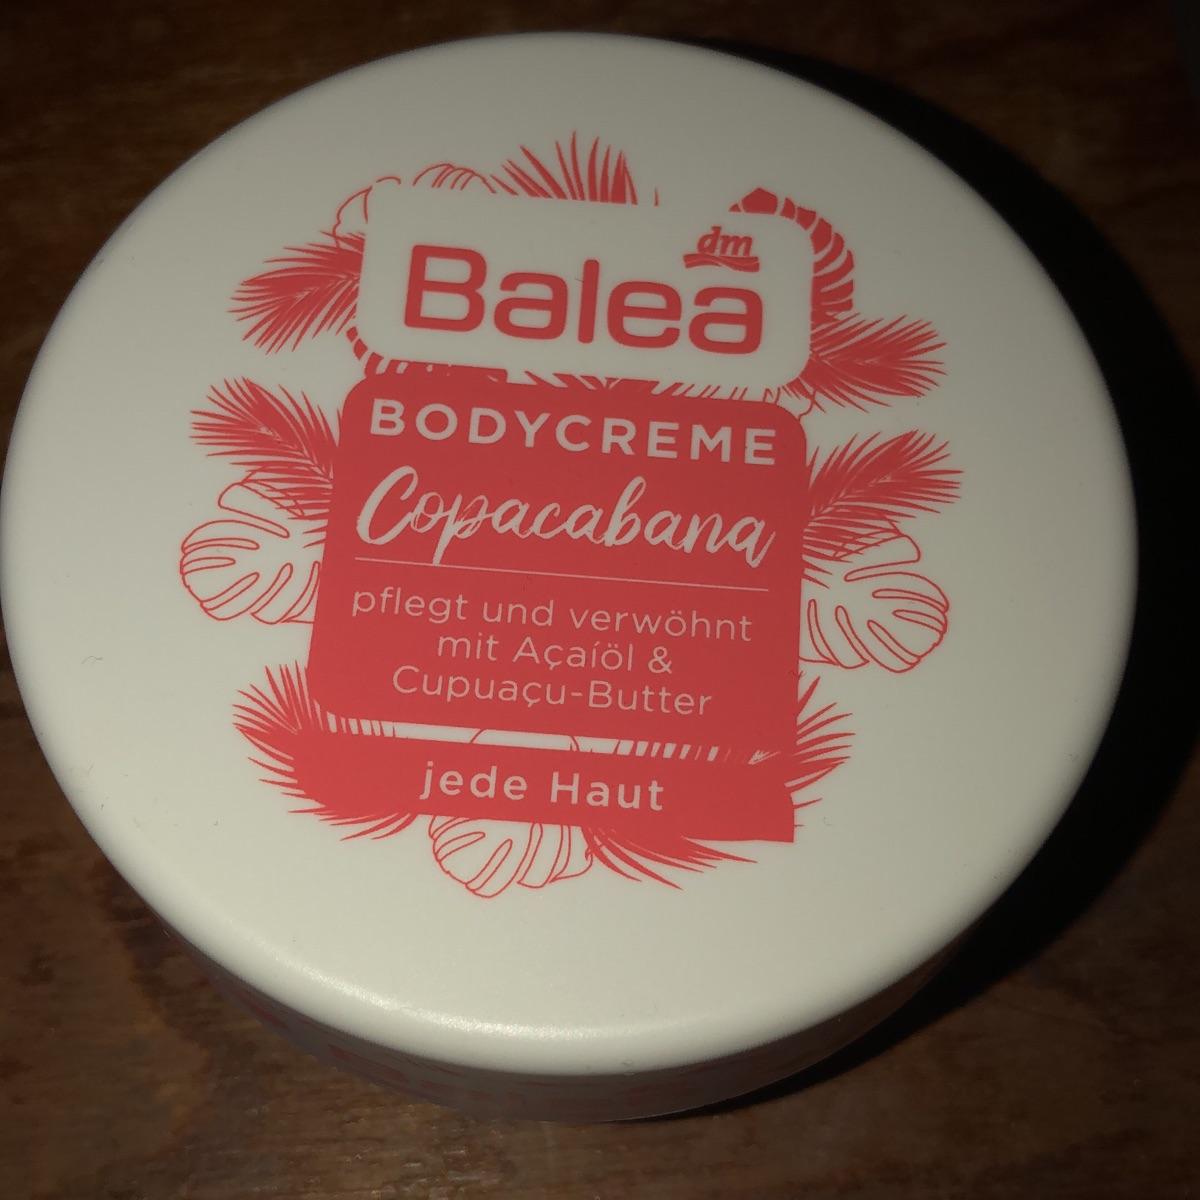 dm
Balea
BODYCREME
Copacabana
pflegt und verwöhnt
mit Açaíöl &
Cupuaçu-Butter
jede Haut